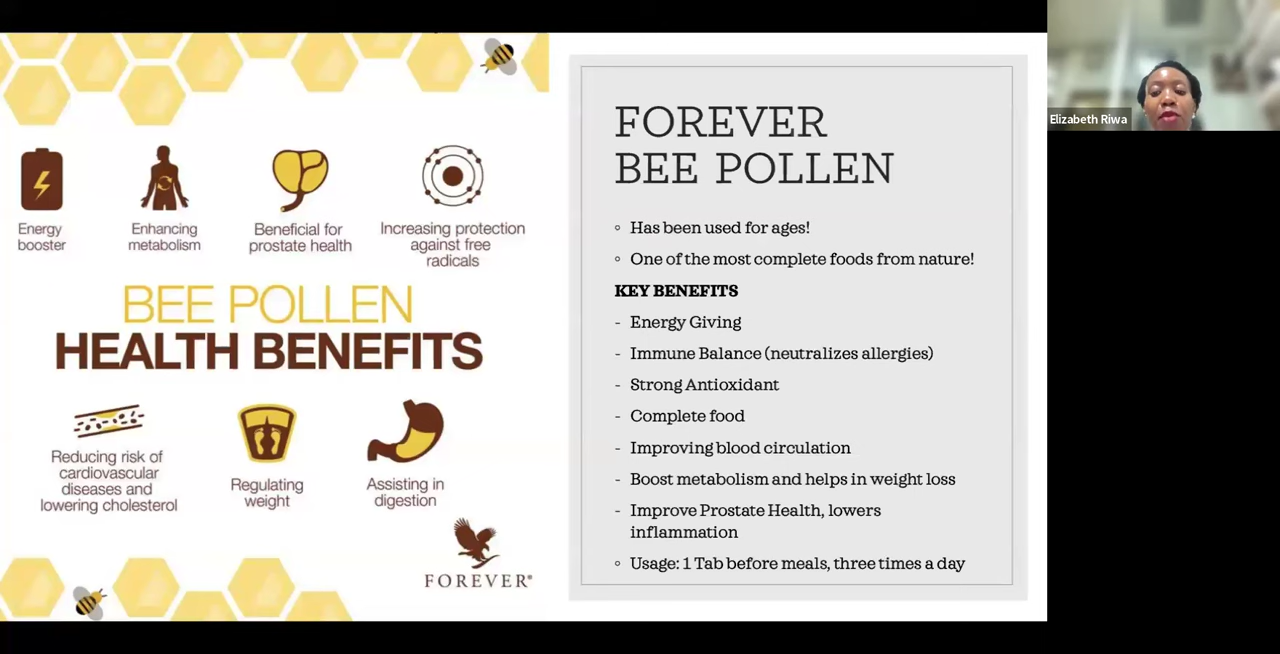 Energy
booster
Enhancing
metabolism
Beneficial for
prostate health
Increasing protection
against free
radicals
BEE POLLEN
HEALTH BENEFITS
Reducing risk of
cardiovascular
diseases and
lowering cholesterol
Regulating
weight
Assisting in
digestion
FOREVER®
FOREVER
BEE POLLEN
◦ Has been used for ages!
◦ One of the most complete foods from nature!
KEY BENEFITS
- Energy Giving
- Immune Balance (neutralizes allergies)
- Strong Antioxidant
- Complete food
- Improving blood circulation
- Boost metabolism and helps in weight loss
- Improve Prostate Health, lowers
inflammation
◦ Usage: 1 Tab before meals, three times a day
Elizabeth Riwa